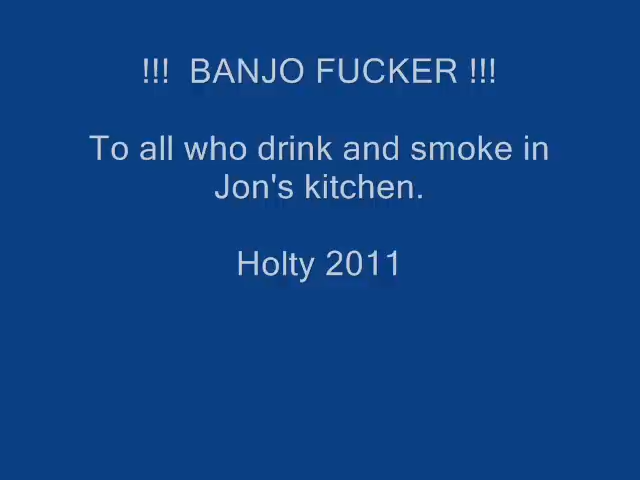 !!!  BANJO FUCKER !!!
To all who drink and smoke in
Jon's kitchen.
Holty 2011